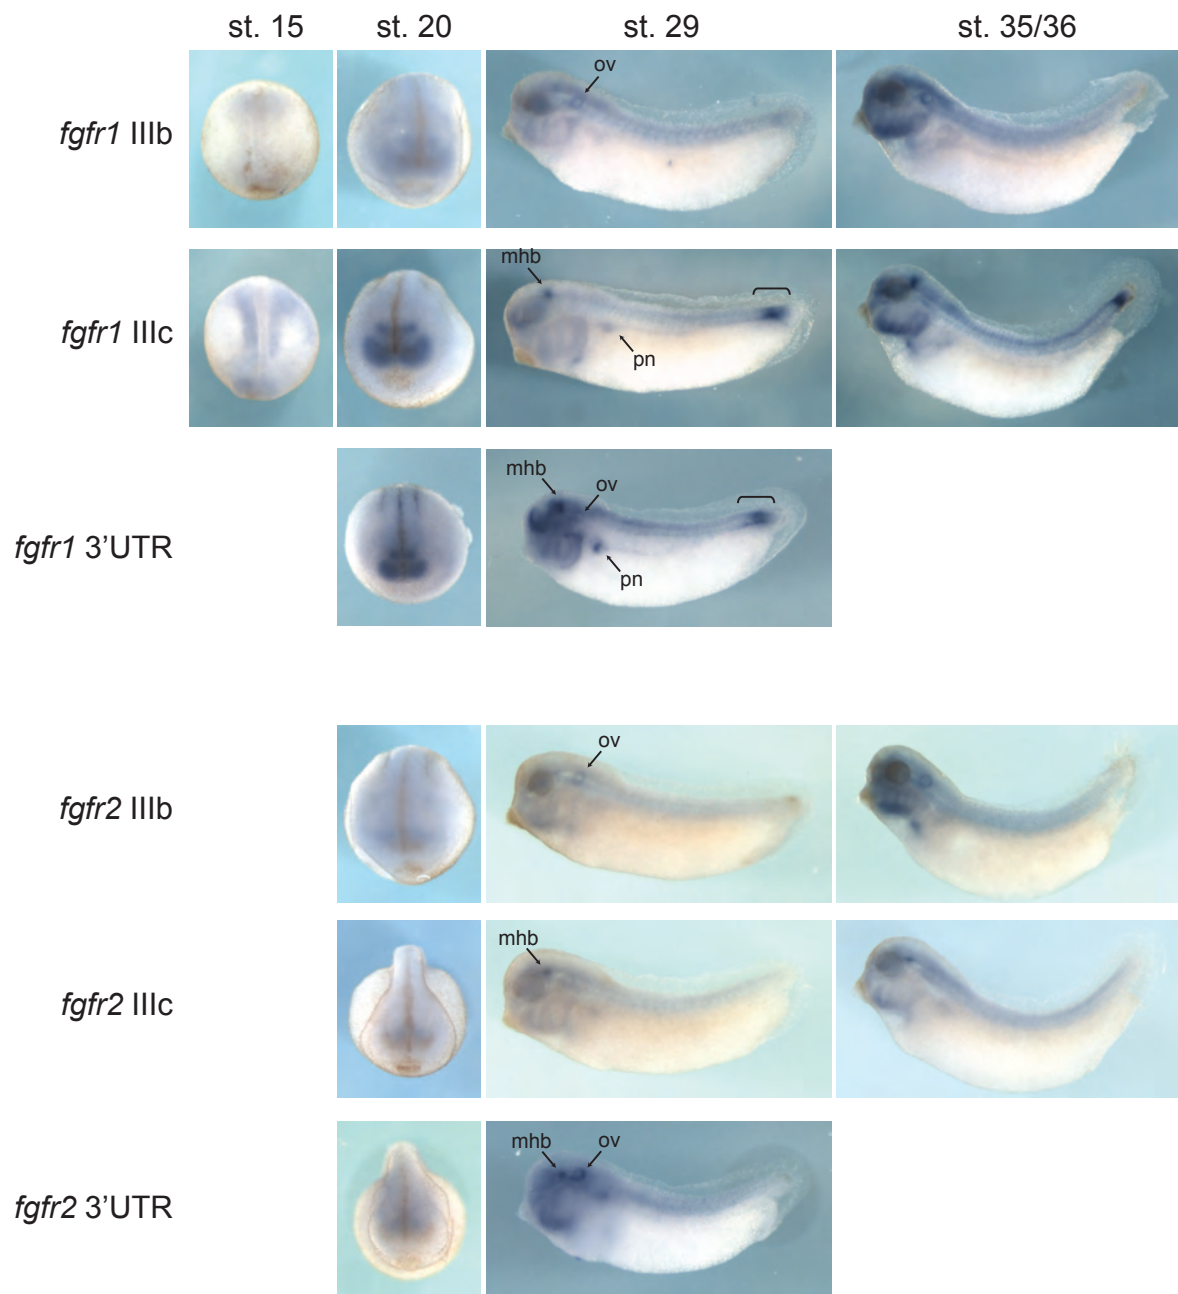 st. 15 st. 20 st. 29 st. 35/36
fgfr1 IIIb
ov
fgfr1 IIIc
mhb
pn
fgfr1 3’UTR
mhb
ov
pn
fgfr2 IIIb
ov
fgfr2 IIIc
mhb
fgfr2 3’UTR
mhb ov